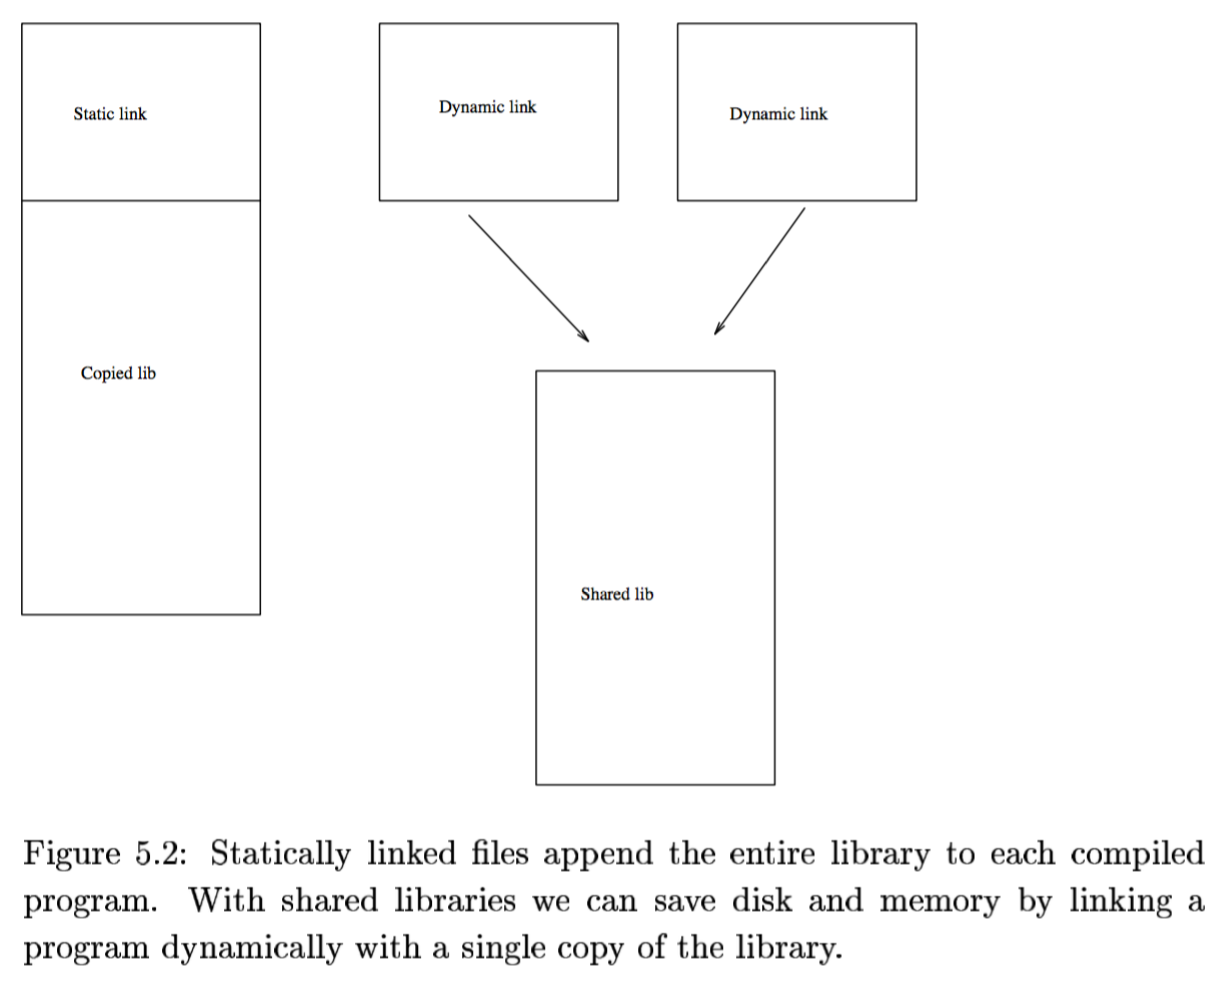 Static link
Dynamic link
Dynamic link
Copied lib
Shared lib
Figure 5.2: Statically linked files append the entire library to each compiled
program. With shared libraries we can save disk and memory by linking a
program dynamically with a single copy of the library.